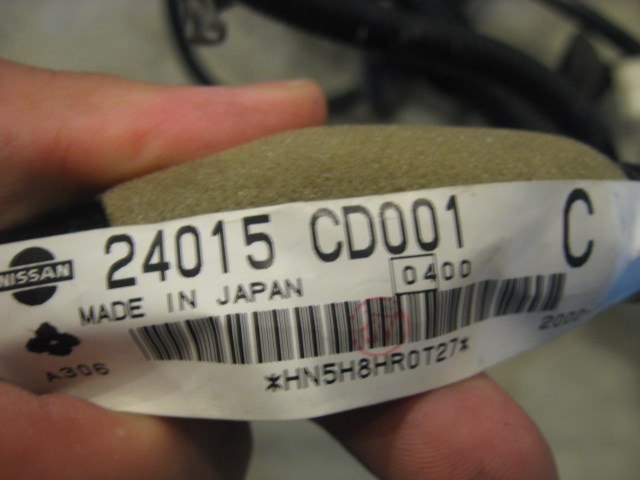 NISSAN
24015 CD001 C
0400
MADE IN JAPAN
A306
*HN5H8HR0T27*